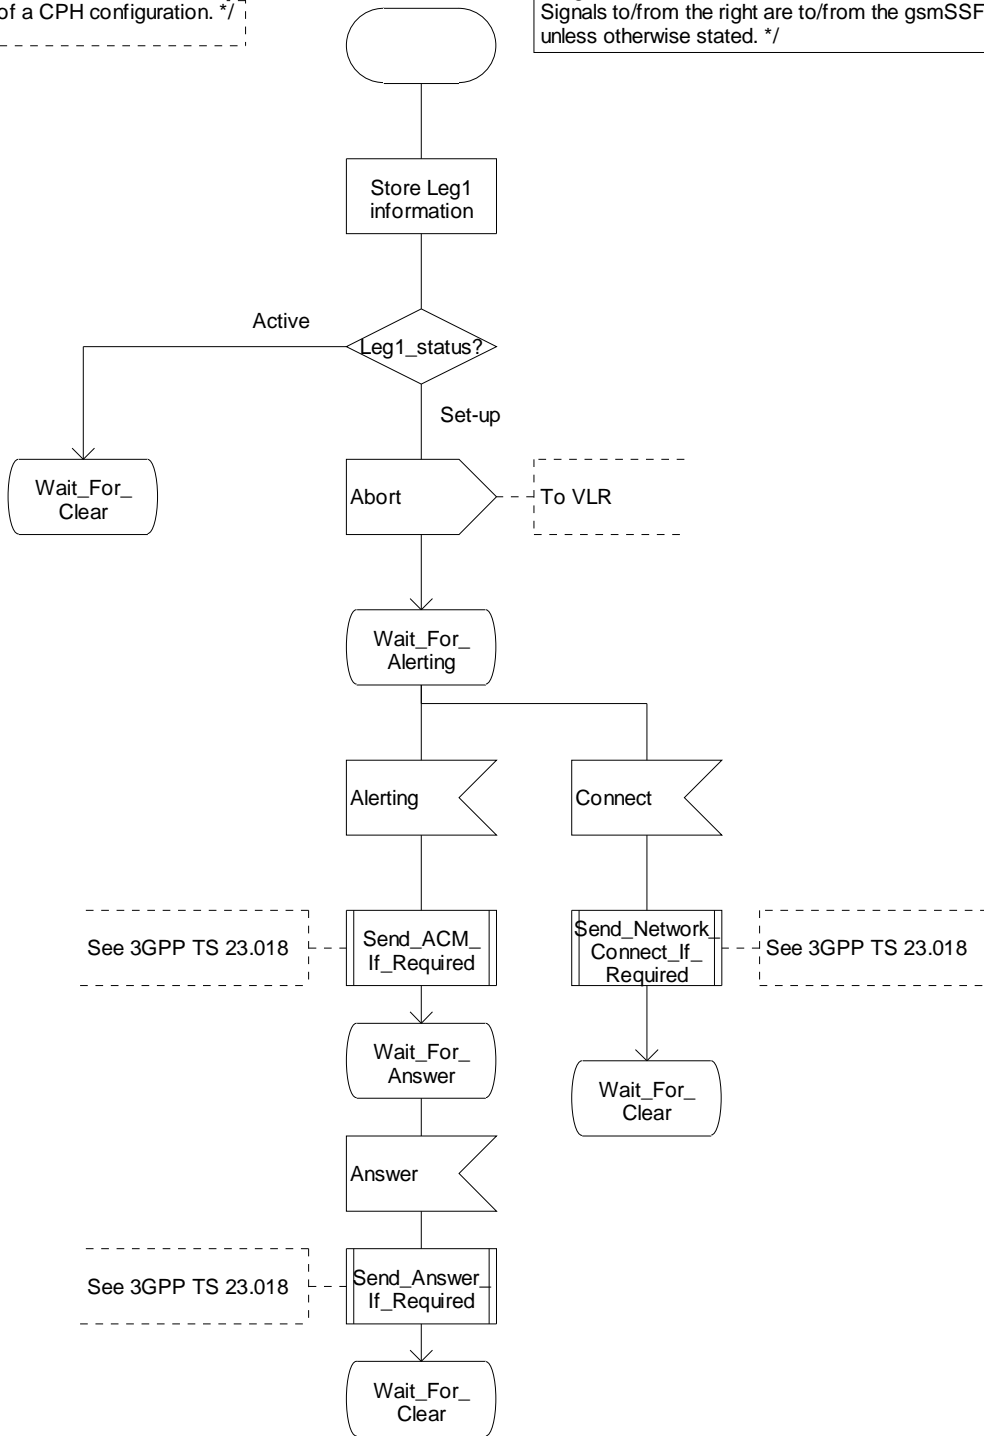 of a CPH configuration. */
Signals to/from the right are to/from the gsmSSF
unless otherwise stated. */
Store Leg1
information
Active
Leg1_status?
Set-up
Wait_For_
Clear
Abort
To VLR
Wait_For_
Alerting
Alerting
Connect
See 3GPP TS 23.018
Send_ACM_
If_Required
Send_Network_
Connect_If_
Required
See 3GPP TS 23.018
Wait_For_
Answer
Wait_For_
Clear
Answer
See 3GPP TS 23.018
Send_Answer_
If_Required
Wait_For_
Clear